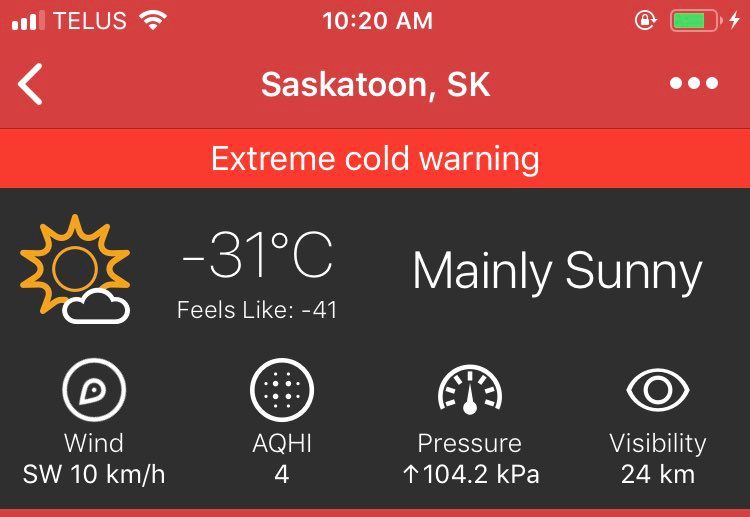 TELUS 10:20 AM
Saskatoon, SK
Extreme cold warning
-31°C
Mainly Sunny
Feels Like: -41
Wind AQHI Pressure Visibility
SW 10 km/h 4 ↑104.2 kPa 24 km